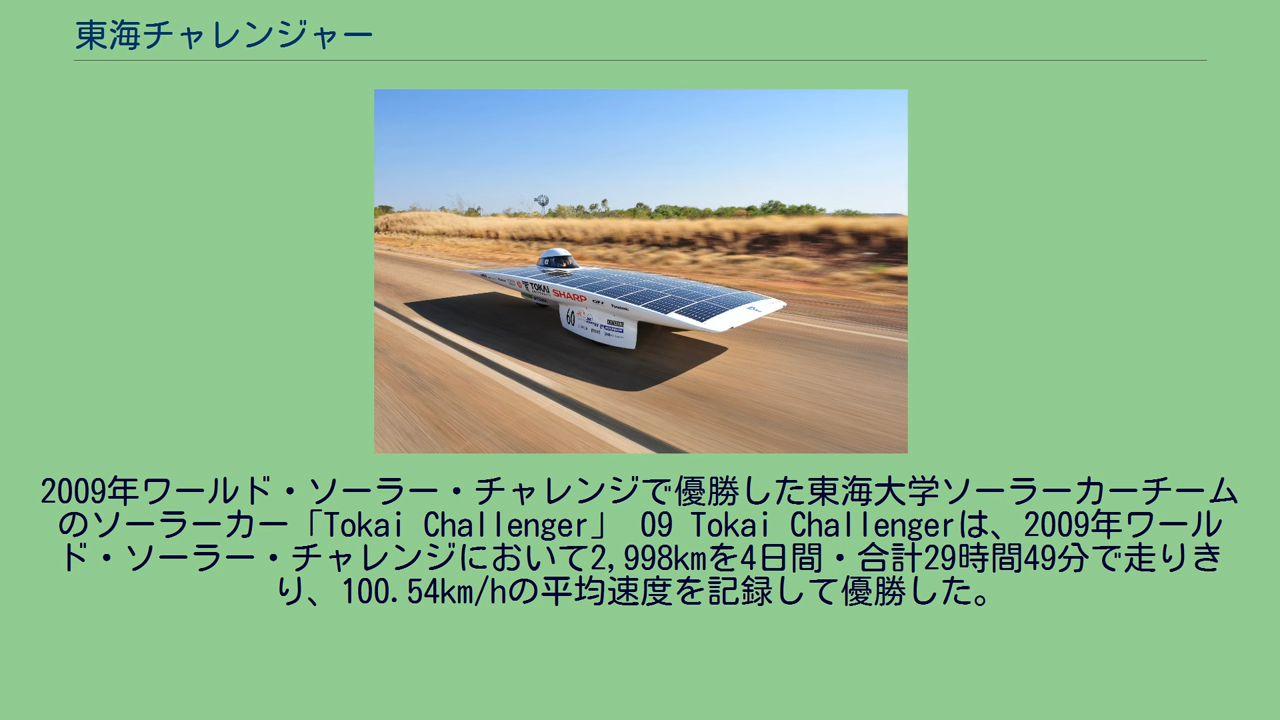 東海チャレンジャー
TOKAI SHARP
60
2009年ワールド・ソーラー・チャレンジで優勝した東海大学ソーラーカーチーム
のソーラーカー「Tokai Challenger」 09 Tokai Challengerは、2009年ワール
ド・ソーラー・チャレンジにおいて2,998kmを4日間・合計29時間49分で走りき
り、100.54km/hの平均速度を記録して優勝した。